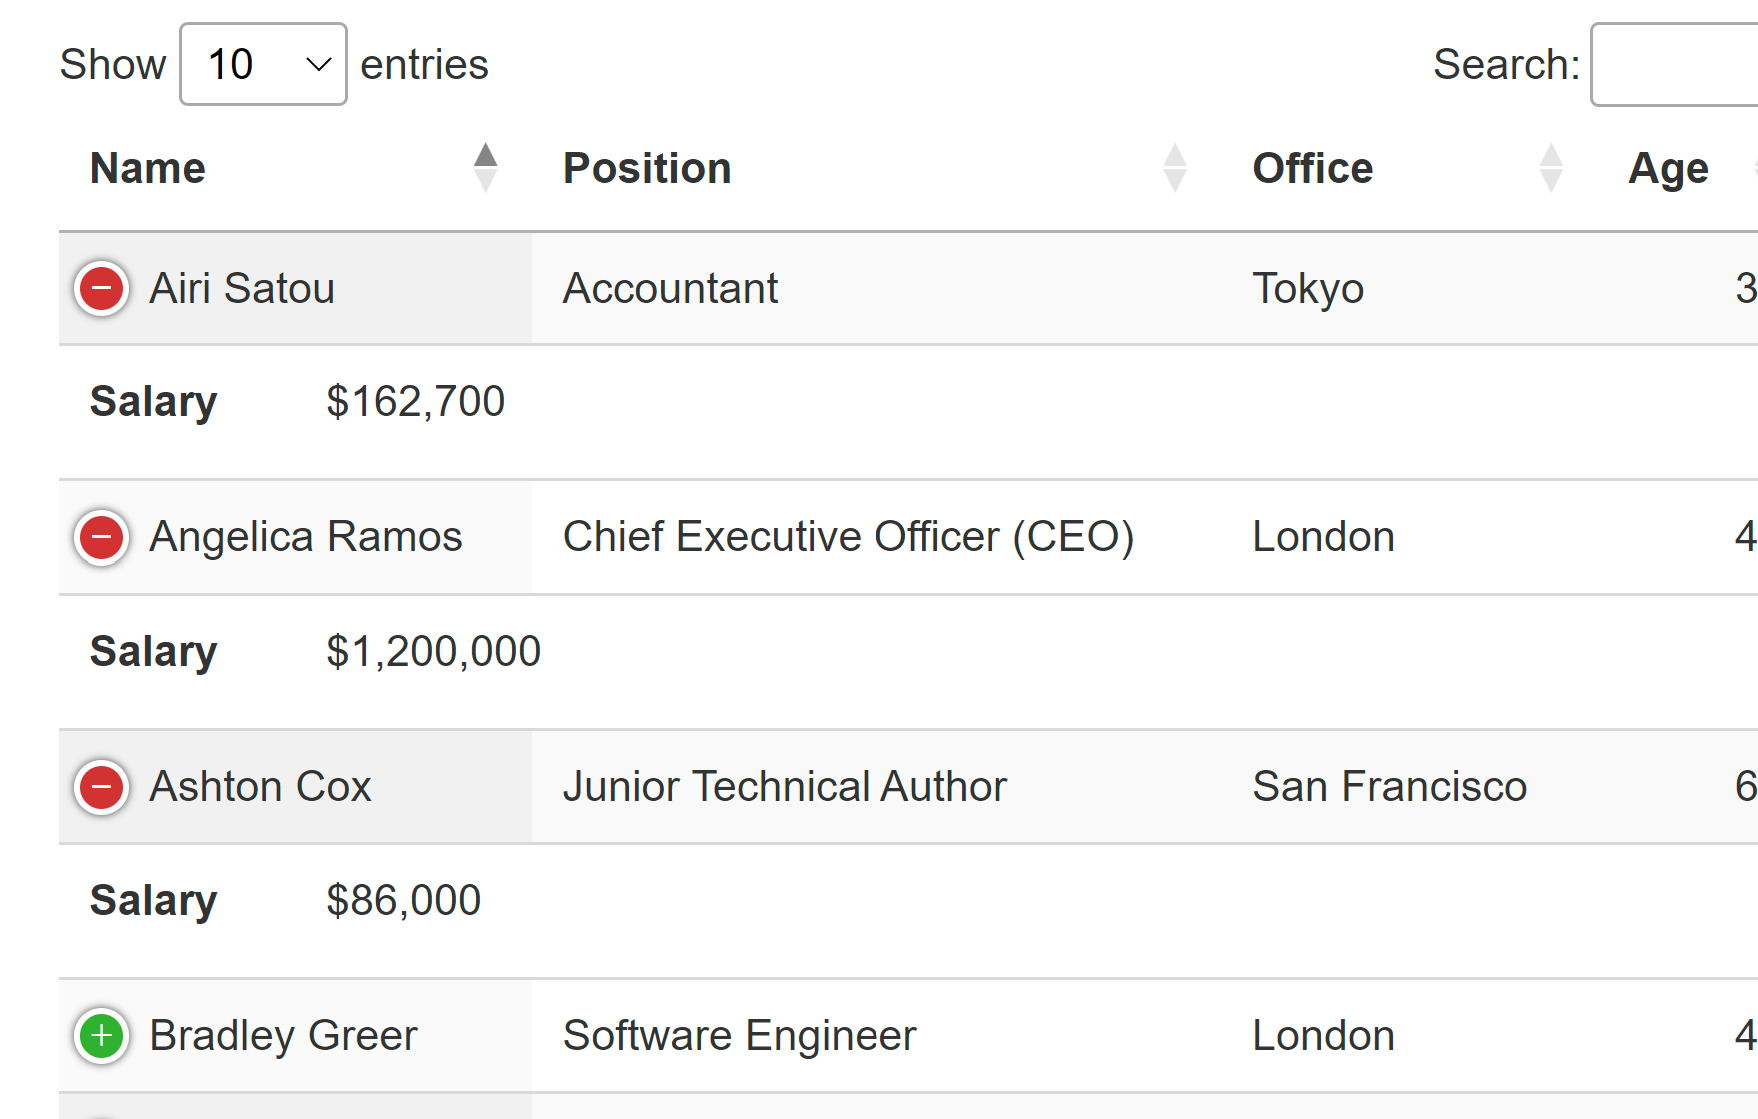 Show 10 entries Search:
Name Position Office Age
Airi Satou Accountant Tokyo 3
Salary $162,700
Angelica Ramos Chief Executive Officer (CEO) London 4
Salary $1,200,000
Ashton Cox Junior Technical Author San Francisco 6
Salary $86,000
Bradley Greer Software Engineer London 4